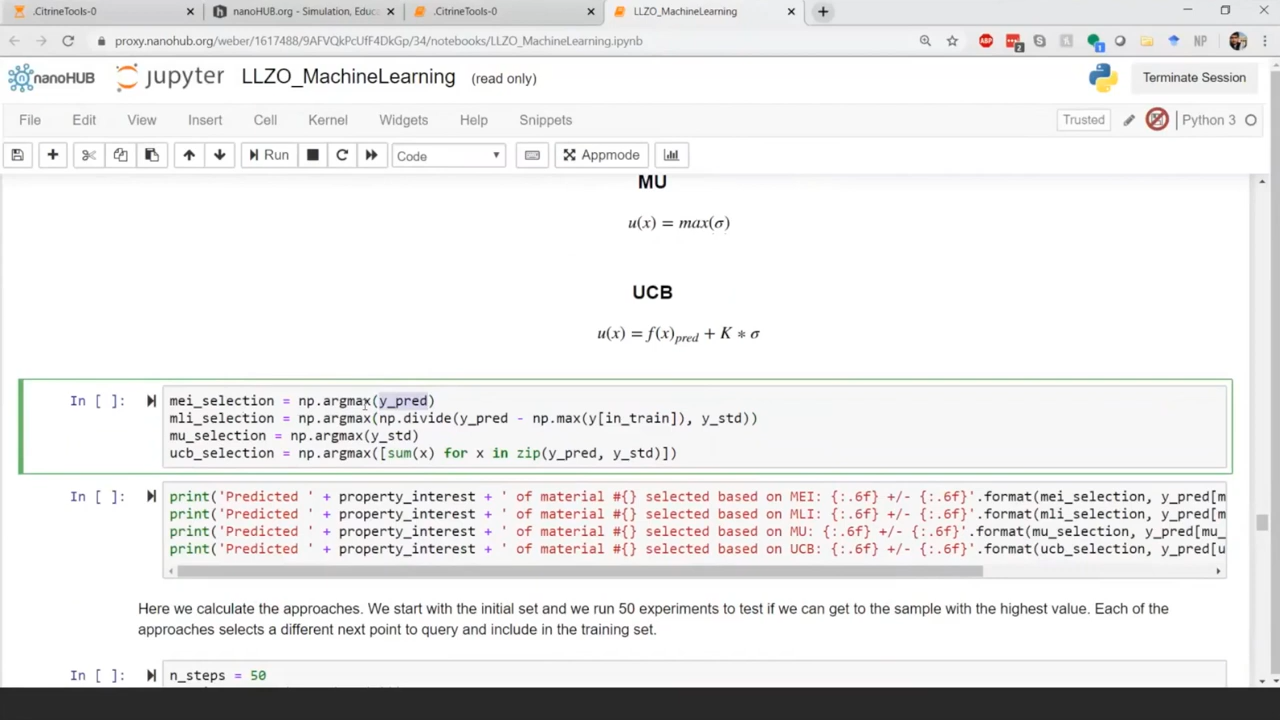 .CitrineTools-0
nanoHUB.org - Simulation, Educ
.CitrineTools-0
LLZO_MachineLearning
proxy.nanohub.org/weber/1617488/9AFVQkPcUfF4DkGp/34/notebooks/LLZO_MachineLearning.ipynb
ABP
2
1
NP
nanoHUB
jupyter
LLZO_MachineLearning
(read only)
Terminate Session
File
Edit
View
Insert
Cell
Kernel
Widgets
Help
Snippets
Trusted
Python 3
Run
Code
Appmode
MU
u(x) = max(σ)
UCB
u(x) = f(x)pred + K ∗ σ
In [ ]:
mei_selection = np.argmax(y_pred)
mli_selection = np.argmax(np.divide(y_pred - np.max(y[in_train]), y_std))
mu_selection = np.argmax(y_std)
ucb_selection = np.argmax([sum(x) for x in zip(y_pred, y_std)])
In [ ]:
print('Predicted ' + property_interest + ' of material #{} selected based on MEI: {:.6f} +/- {:.6f}'.format(mei_selection, y_pred[m
print('Predicted ' + property_interest + ' of material #{} selected based on MLI: {:.6f} +/- {:.6f}'.format(mli_selection, y_pred[m
print('Predicted ' + property_interest + ' of material #{} selected based on MU: {:.6f} +/- {:.6f}'.format(mu_selection, y_pred[mu_
print('Predicted ' + property_interest + ' of material #{} selected based on UCB: {:.6f} +/- {:.6f}'.format(ucb_selection, y_pred[u
Here we calculate the approaches. We start with the initial set and we run 50 experiments to test if we can get to the sample with the highest value. Each of the
approaches selects a different next point to query and include in the training set.
In [ ]:
n_steps = 50